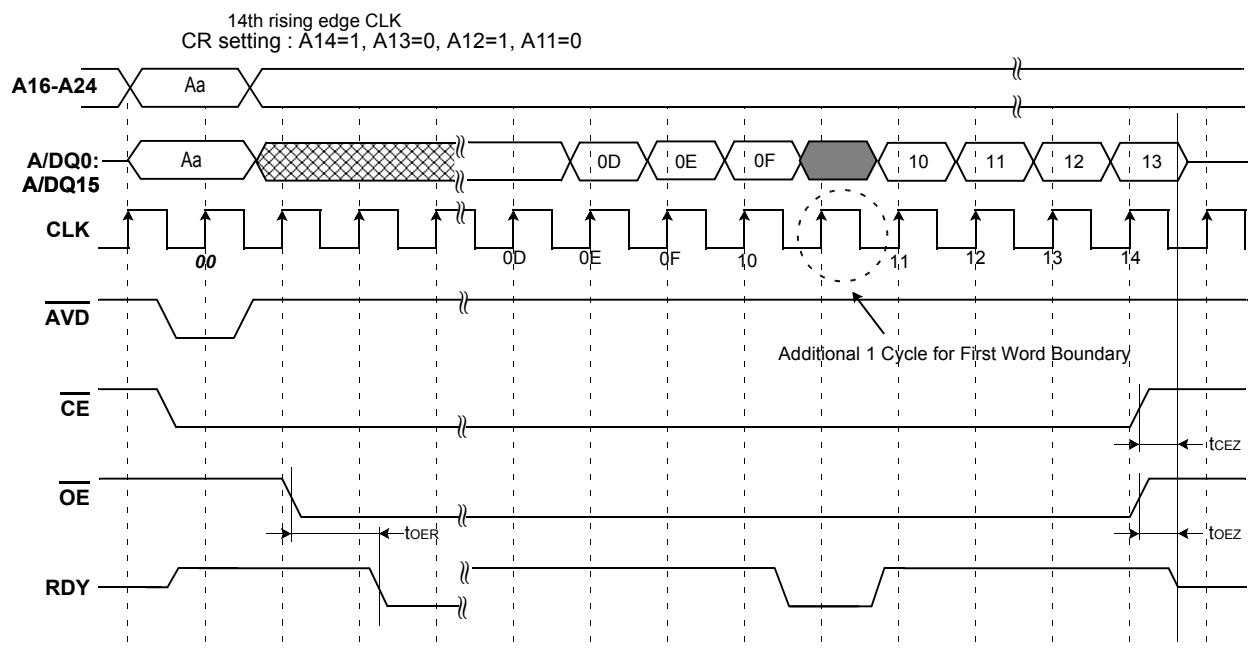 14th rising edge CLK
CR setting : A14=1, A13=0, A12=1, A11=0
A16-A24
Aa
A/DQ0:
A/DQ15
Aa
0D
0E
0F
10
11
12
13
CLK
00
0D
0E
0F
10
11
12
13
14
AVD
Additional 1 Cycle for First Word Boundary
CE
tCEZ
OE
tOER
tOEZ
RDY